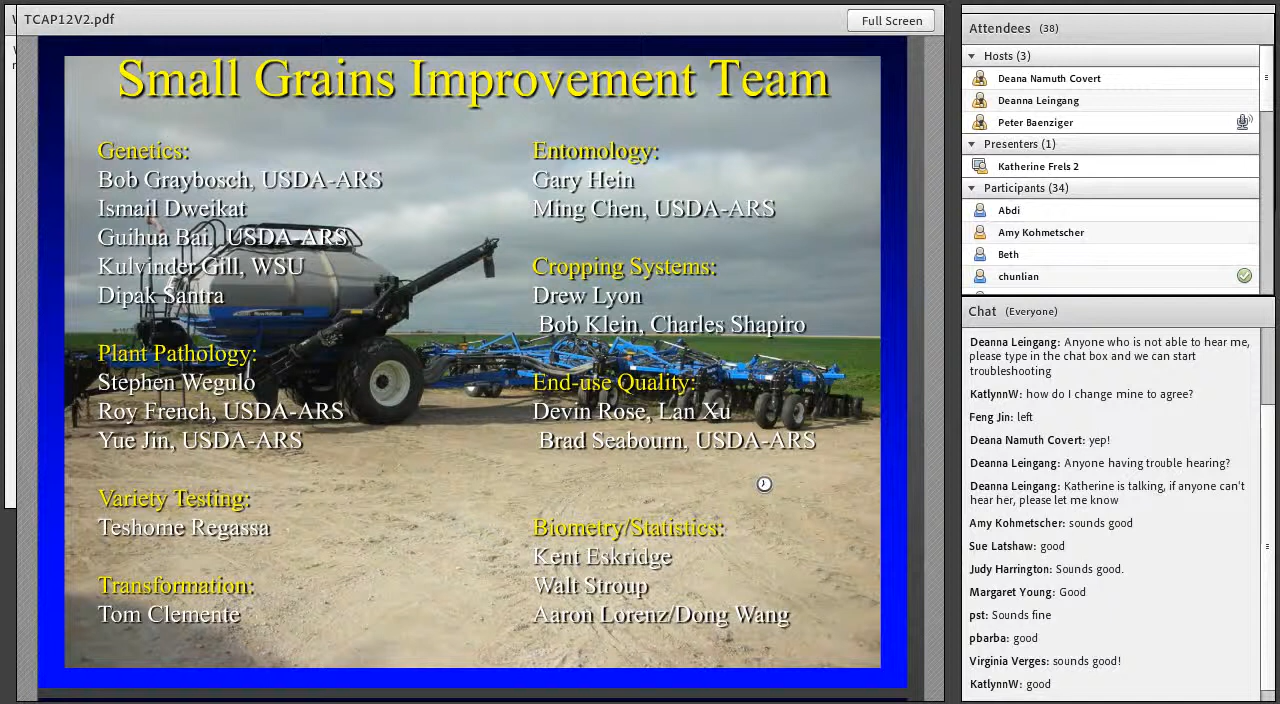 TCAP12V2.pdf
Full Screen
Small Grains Improvement Team
Genetics:
Bob Graybosch, USDA-ARS
Ismail Dweikat
Guihua Bai, USDA-ARS
Kulvinder Gill, WSU
Dipak Santra
Plant Pathology:
Stephen Wegulo
Roy French, USDA-ARS
Yue Jin, USDA-ARS
Variety Testing:
Teshome Regassa
Transformation:
Tom Clemente
Entomology:
Gary Hein
Ming Chen, USDA-ARS
Cropping Systems:
Drew Lyon
Bob Klein, Charles Shapiro
End-use Quality:
Devin Rose, Lan Xu
Brad Seabourn, USDA-ARS
Biometry/Statistics:
Kent Eskridge
Walt Stroup
Aaron Lorenz/Dong Wang
Attendees (38)
Hosts (3)
Deana Namuth Covert
Deanna Leingang
Peter Baenziger
Presenters (1)
Katherine Frels 2
Participants (34)
Abdi
Amy Kohmetscher
Beth
chunlian
Chat (Everyone)
Deanna Leingang: Anyone who is not able to hear me,
please type in the chat box and we can start
troubleshooting
KatlynnW: how do I change mine to agree?
Feng Jin: left
Deana Namuth Covert: yep!
Deanna Leingang: Anyone having trouble hearing?
Deanna Leingang: Katherine is talking, if anyone can't
hear her, please let me know
Amy Kohmetscher: sounds good
Sue Latshaw: good
Judy Harrington: Sounds good.
Margaret Young: Good
pst: Sounds fine
pbarba: good
Virginia Verges: sounds good!
KatlynnW: good